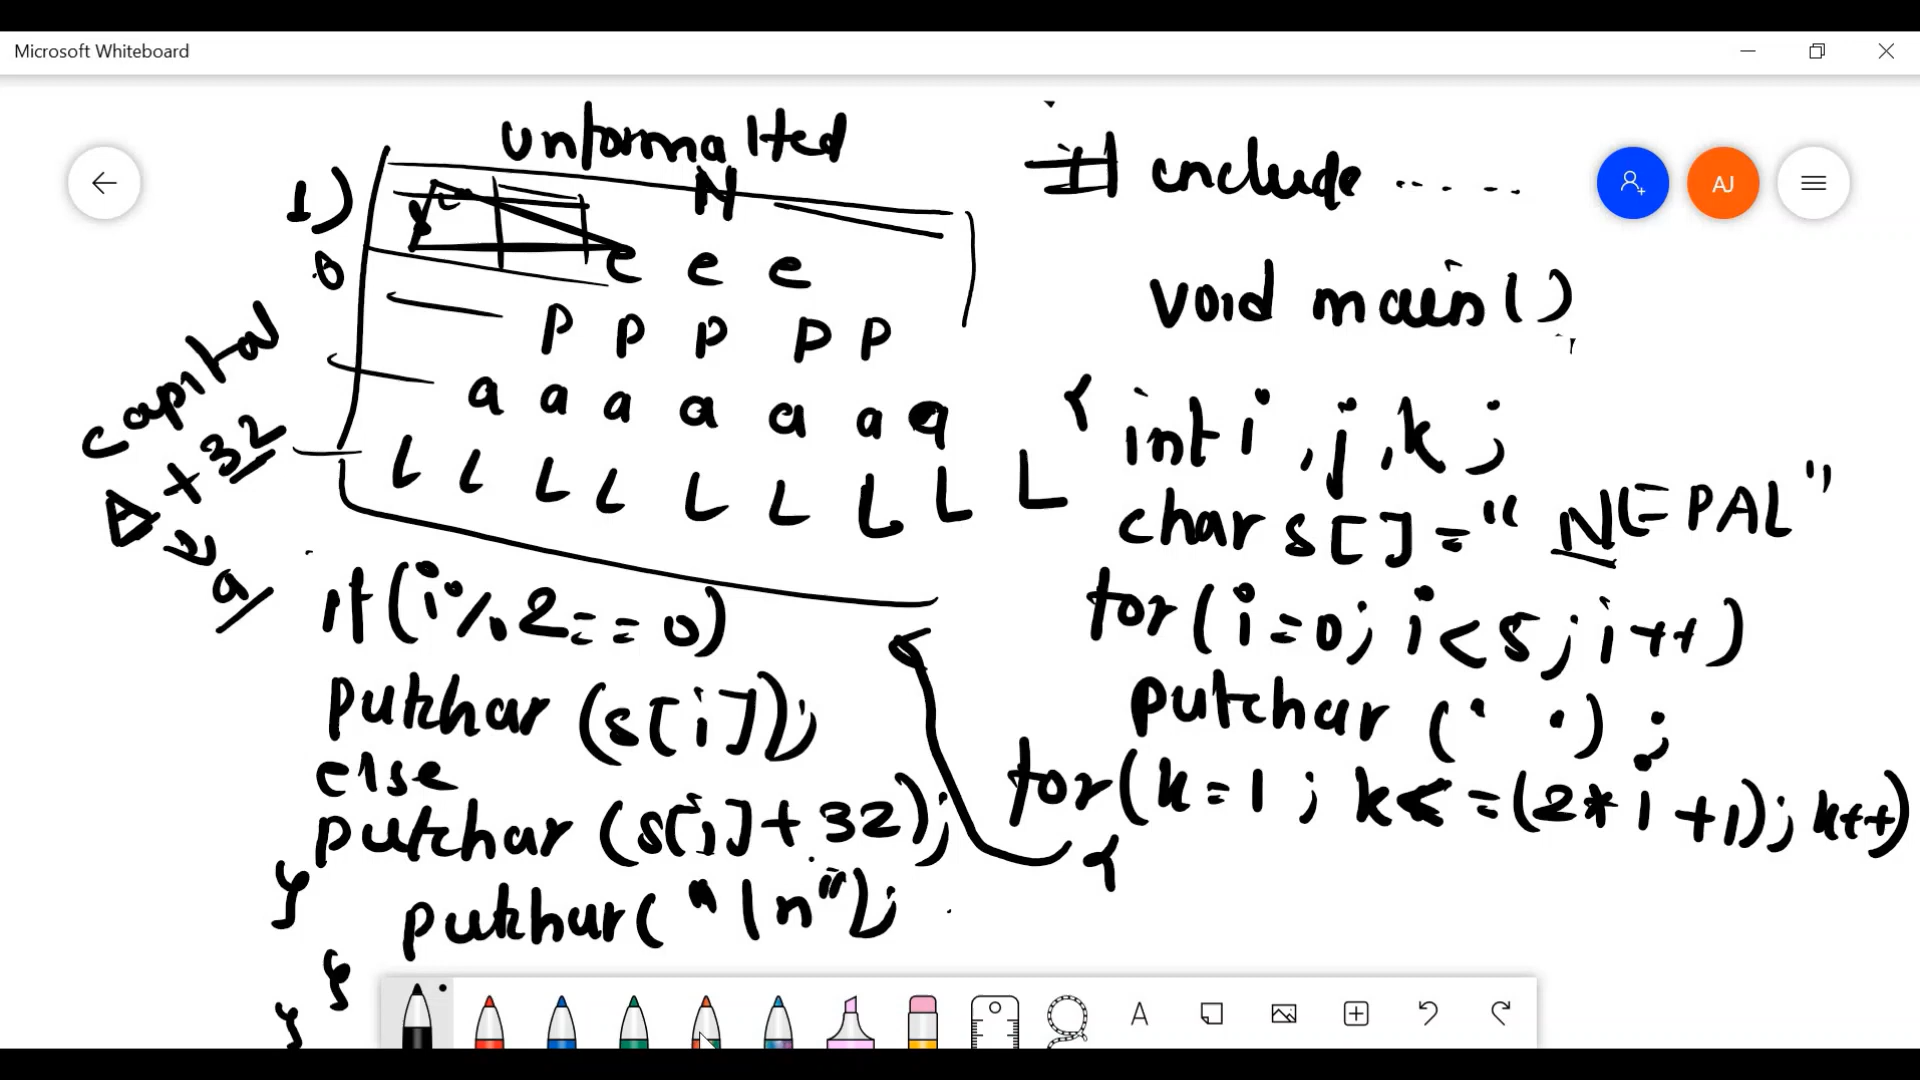 Microsoft Whiteboard
unformatted
1)
N
0
e e e
p p p p p
a a a a a a a
L L L L L L L L L
capital
A + 32
a
if(i%2==0)
putchar (s[i]);
else
putchar (s[i]+32);
}
putchar("\n");
}
}
# include ......
void main()
{ int i,j,k;
char s[]="NEPAL"
for(i=0; i<5; i++)
putchar (' ');
for(k=1; k<=(2*i+1); k++)
{
AJ
A